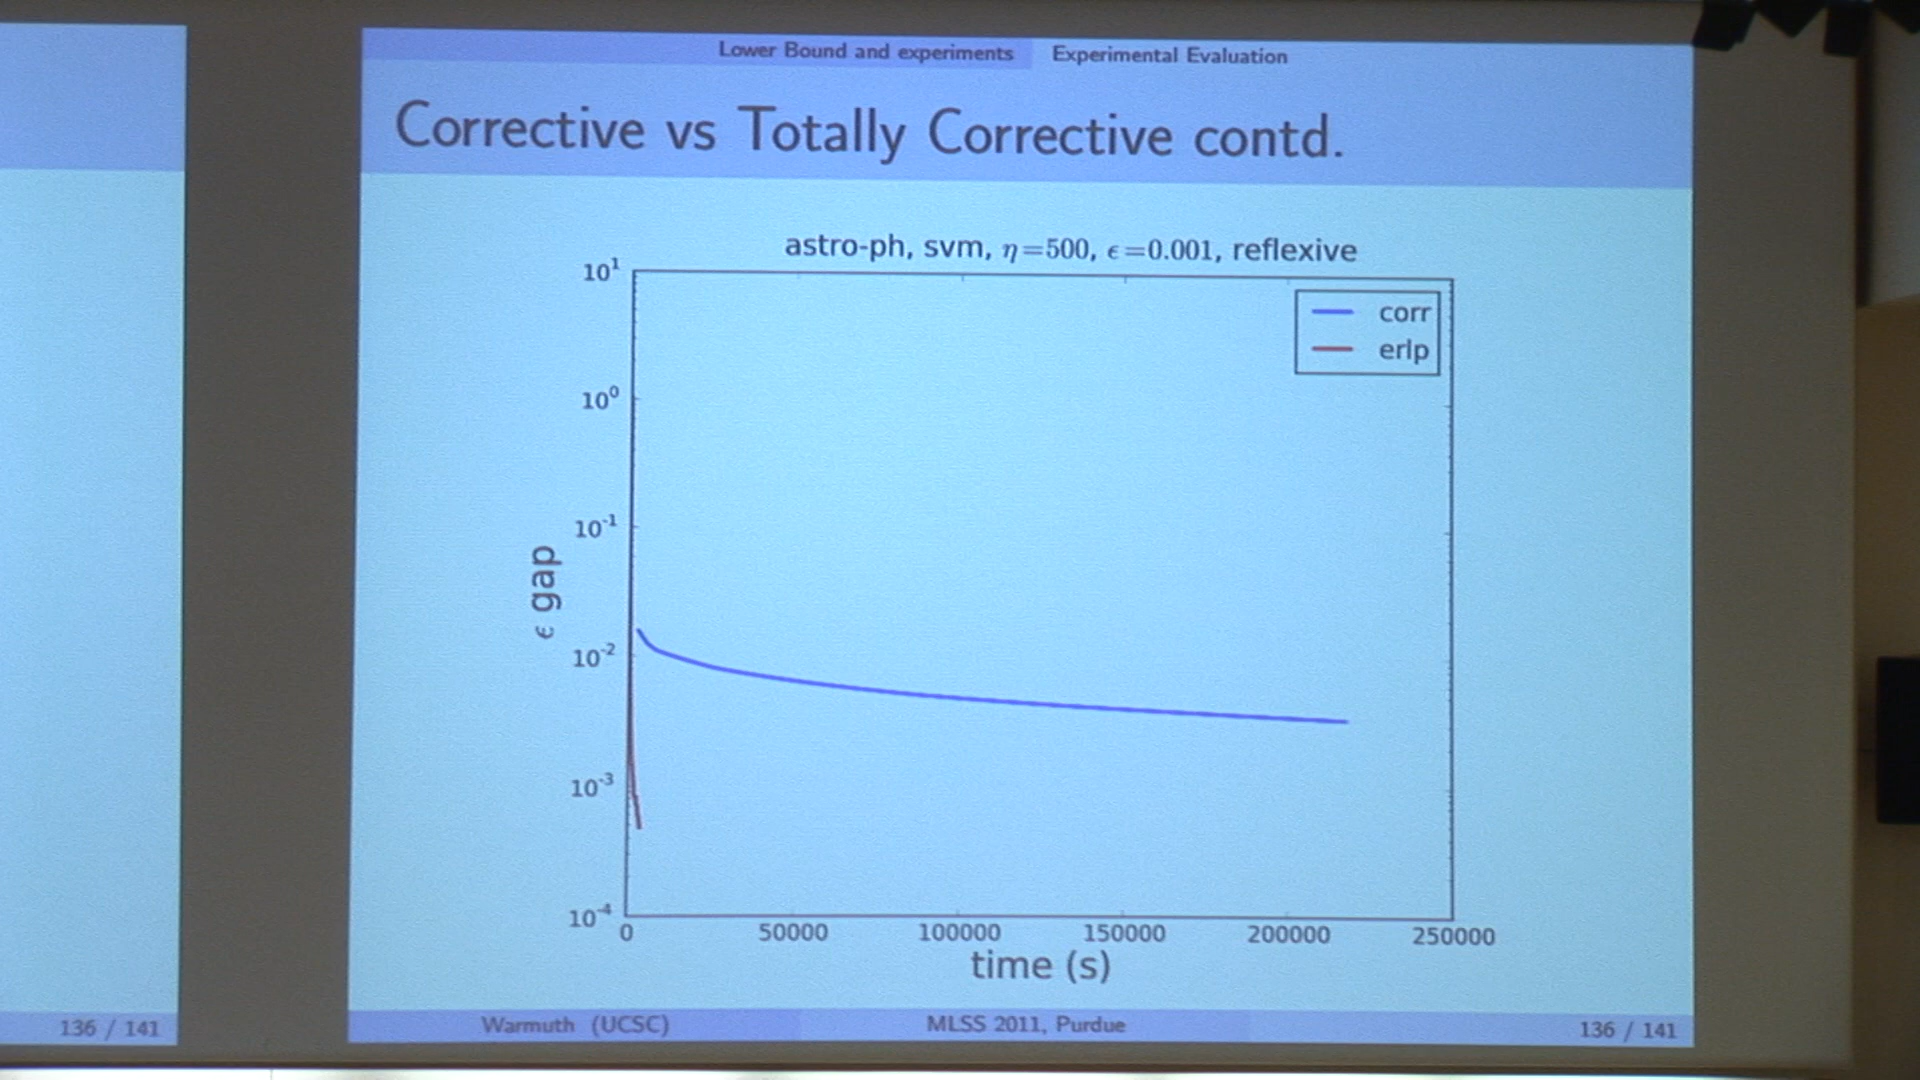 Lower Bound and experiments Experimental Evaluation
Corrective vs Totally Corrective contd.
astro-ph, svm, η=500, ϵ=0.001, reflexive
corr
erlp
10¹
10⁰
10⁻¹
10⁻²
10⁻³
10⁻⁴
ϵ gap
0 50000 100000 150000 200000 250000
time (s)
136 / 141
Warmuth (UCSC) MLSS 2011, Purdue 136 / 141